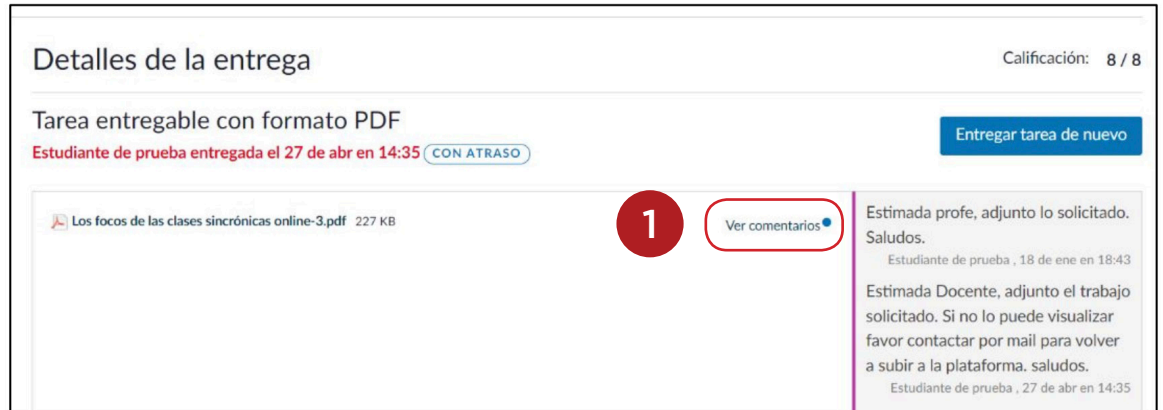 Detalles de la entrega
Calificación: 8 / 8
Tarea entregable con formato PDF
Entregar tarea de nuevo
Estudiante de prueba entregada el 27 de abr en 14:35 CON ATRASO
Los focos de las clases sincrónicas online-3.pdf 227 KB
1
Ver comentarios
Estimada profe, adjunto lo solicitado.
Saludos.
Estudiante de prueba , 18 de ene en 18:43
Estimada Docente, adjunto el trabajo
solicitado. Si no lo puede visualizar
favor contactar por mail para volver
a subir a la plataforma. saludos.
Estudiante de prueba , 27 de abr en 14:35